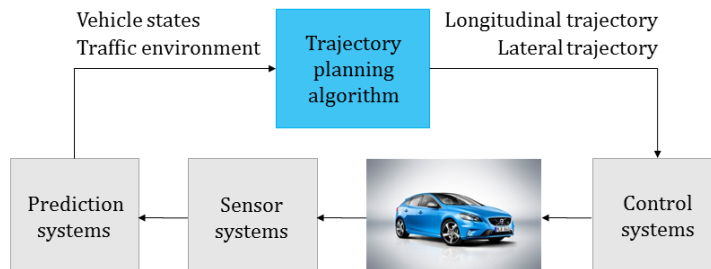 Vehicle states
Traffic environment
Trajectory
planning
algorithm
Longitudinal trajectory
Lateral trajectory
Prediction
systems
Sensor
systems
Control
systems